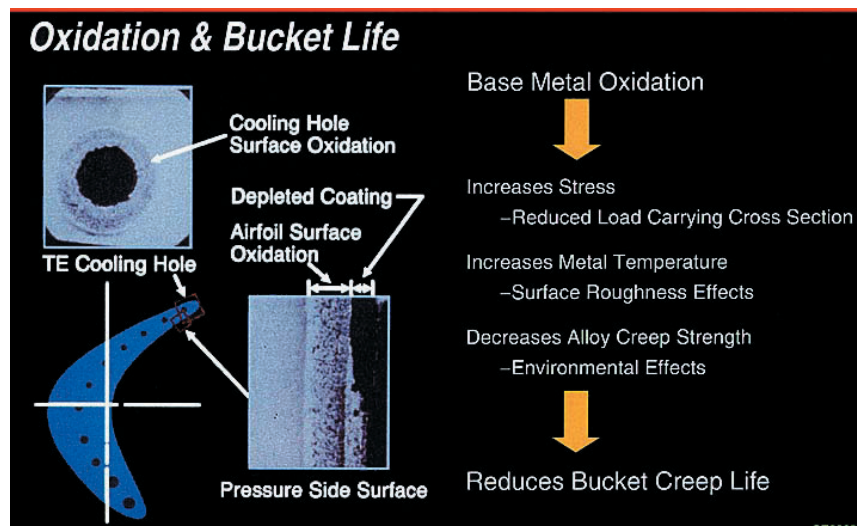 Oxidation & Bucket Life
Cooling Hole
Surface Oxidation
Depleted Coating
Airfoil Surface
Oxidation
TE Cooling Hole
Pressure Side Surface
Base Metal Oxidation
Increases Stress
–Reduced Load Carrying Cross Section
Increases Metal Temperature
–Surface Roughness Effects
Decreases Alloy Creep Strength
–Environmental Effects
Reduces Bucket Creep Life